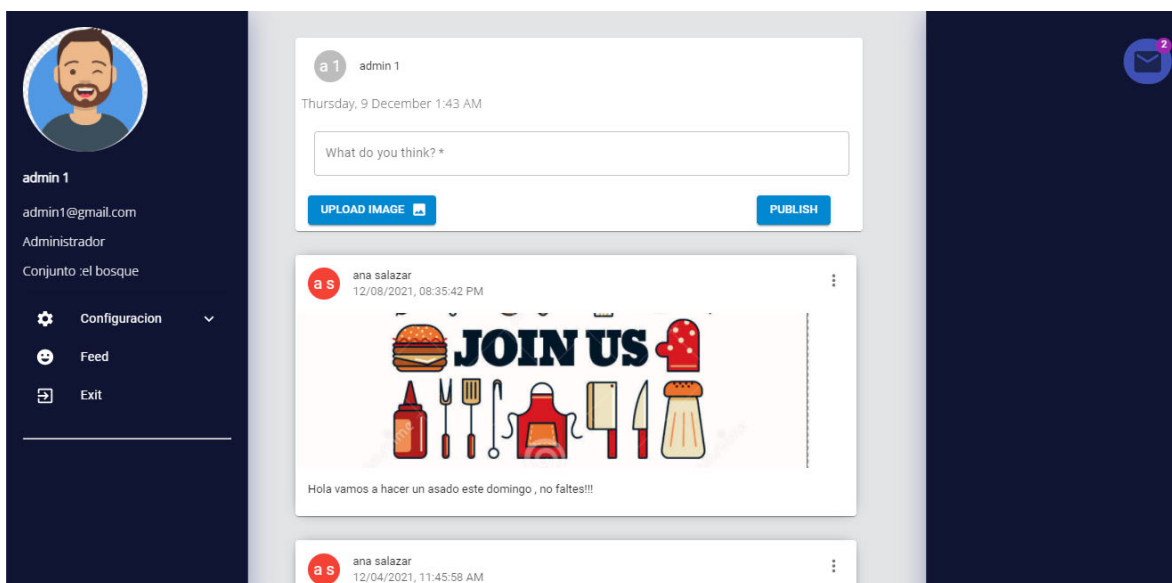 admin 1
admin1@gmail.com
Administrador
Conjunto :el bosque
Configuracion
Feed
Exit
a 1
admin 1
Thursday, 9 December 1:43 AM
What do you think? *
UPLOAD IMAGE
PUBLISH
a s
ana salazar
12/08/2021, 08:35:42 PM
JOIN US
Hola vamos a hacer un asado este domingo , no faltes!!!
a s
ana salazar
12/04/2021, 11:45:58 AM
2